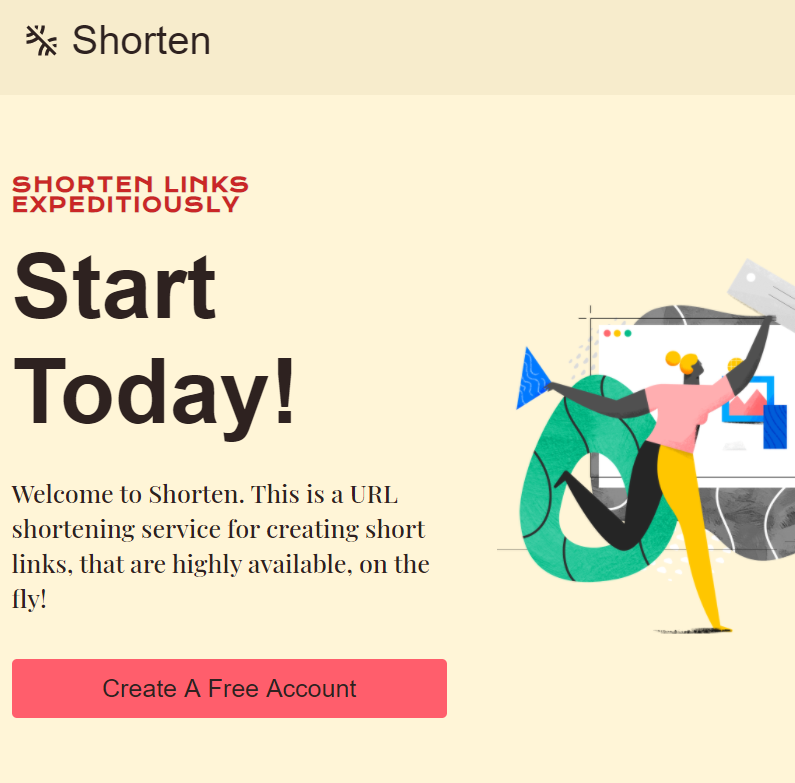 Shorten
SHORTEN LINKS
EXPEDITIOUSLY
Start
Today!
Welcome to Shorten. This is a URL
shortening service for creating short
links, that are highly available, on the
fly!
Create A Free Account